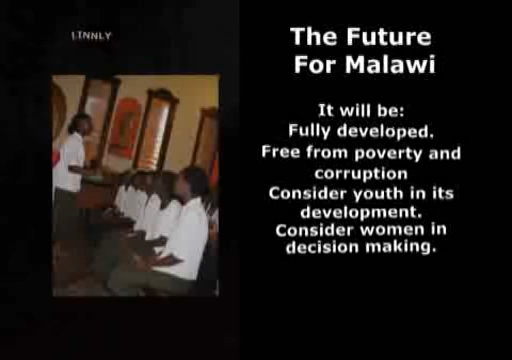 LINNLY
The Future
For Malawi
It will be:
Fully developed.
Free from poverty and
corruption
Consider youth in its
development.
Consider women in
decision making.